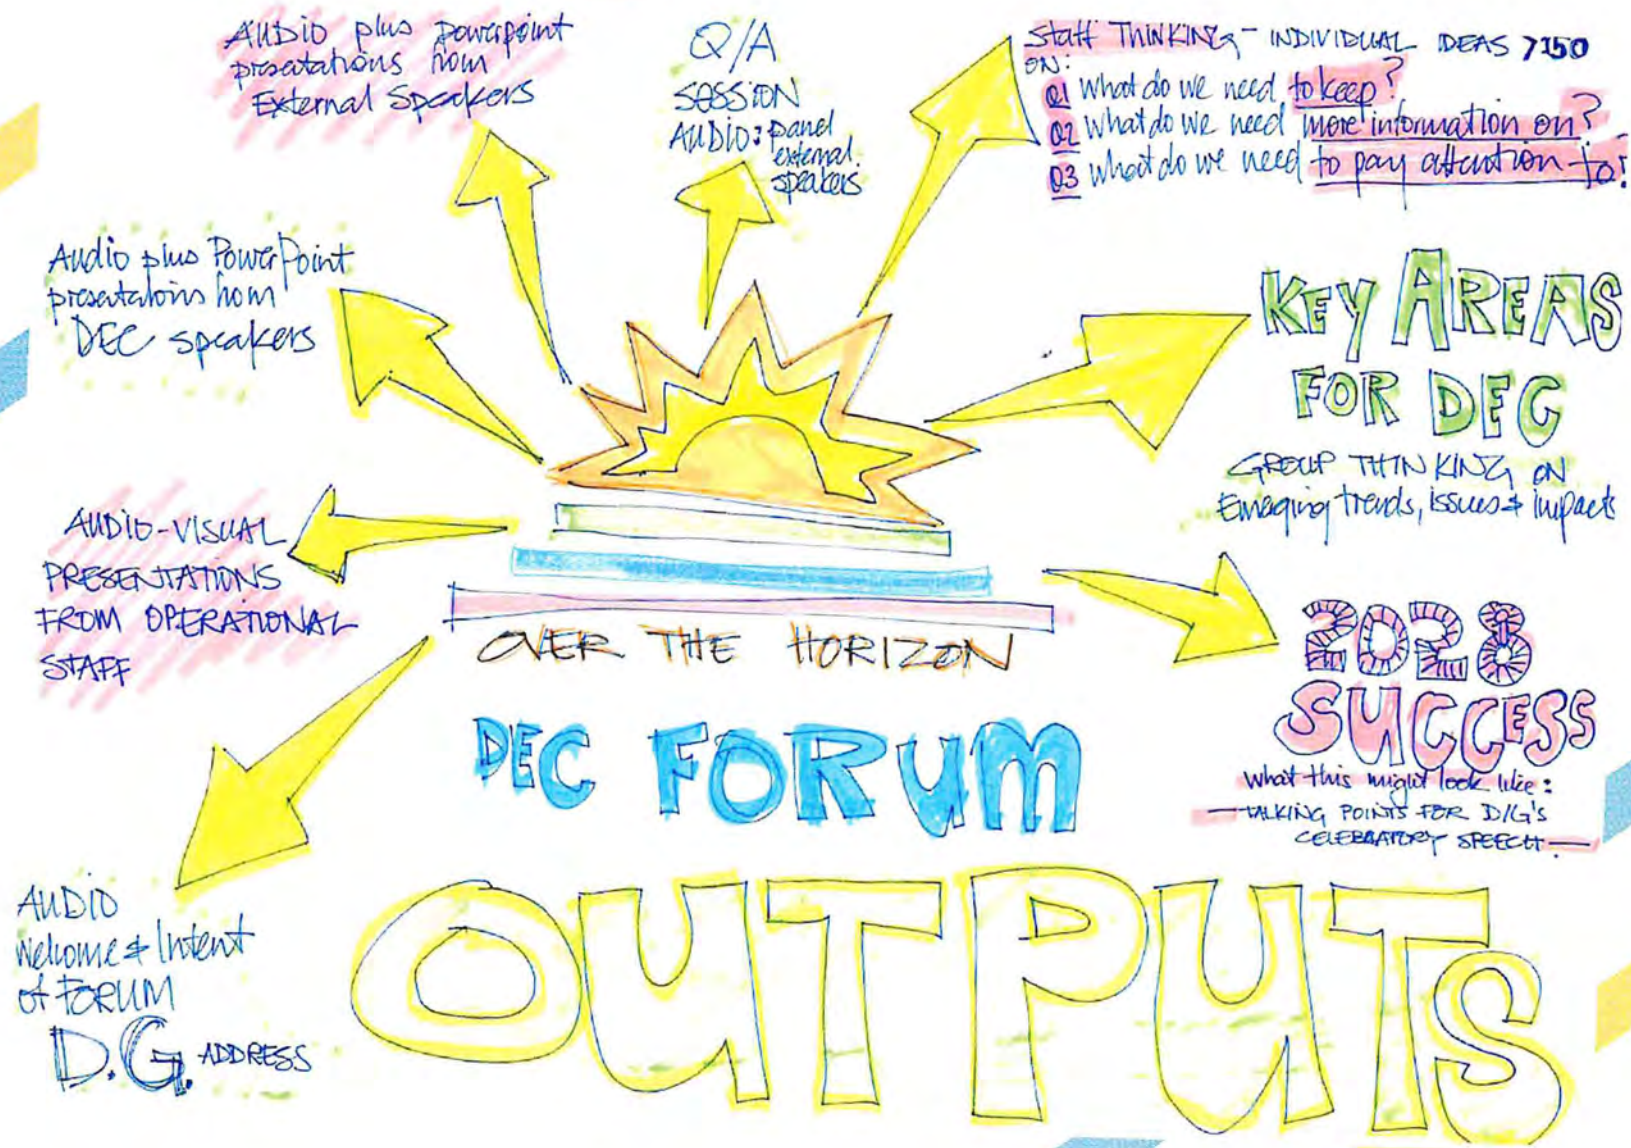 AUDIO plus Powerpoint
presentations from
External Speakers
Q/A
SESSION
AUDIO: panel
external
speakers
Staff THINKING - INDIVIDUAL IDEAS >150
ON:
Q1 What do we need to keep?
Q2 What do we need more information on?
Q3 What do we need to pay attention to?
Audio plus PowerPoint
presentations from
DEC speakers
KEY AREAS
FOR DEC
GROUP THINKING ON
Emerging trends, issues & impacts
AUDIO-VISUAL
PRESENTATIONS
FROM OPERATIONAL
STAFF
OVER THE HORIZON
2028
SUCCESS
What this might look like:
— TALKING POINTS FOR D/G'S
CELEBRATORY SPEECH —
DEC FORUM
OUTPUTS
AUDIO
Welcome & Intent
of FORUM
D.G. ADDRESS